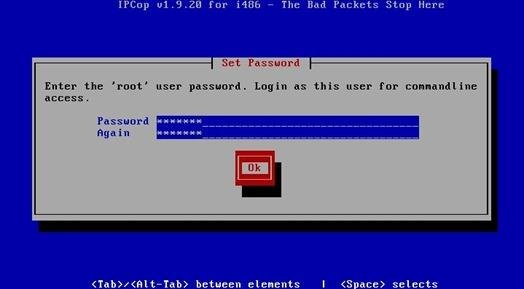 IPCop v1.9.20 for i486 - The Bad Packets Stop Here
Set Password
Enter the 'root' user password. Login as this user for commandline
access.
Password *******
Again *******
Ok
<Tab>/<Alt-Tab> between elements | <Space> selects